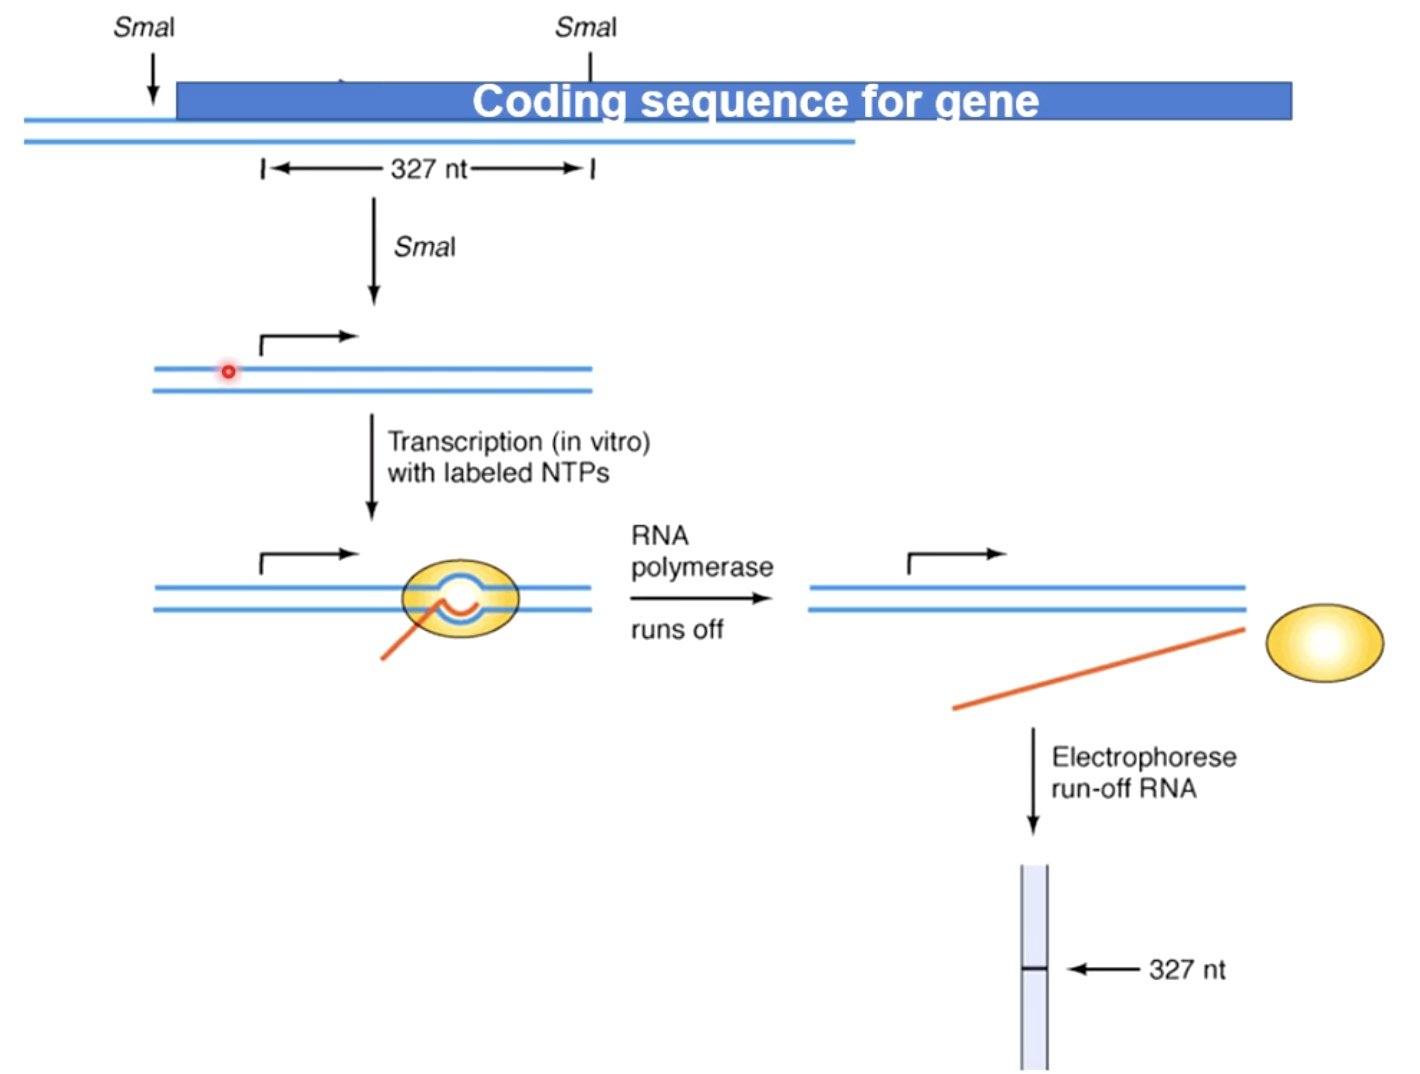 SmaI
SmaI
Coding sequence for gene
327 nt
SmaI
Transcription (in vitro)
with labeled NTPs
RNA
polymerase
runs off
Electrophorese
run-off RNA
327 nt